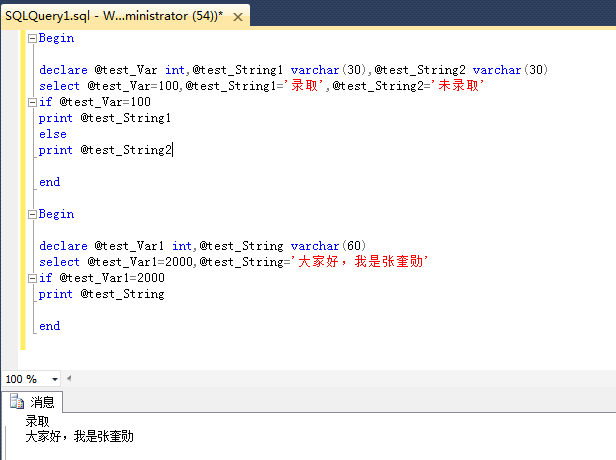 SQLQuery1.sql - W...ministrator (54))*
Begin
declare @test_Var int,@test_String1 varchar(30),@test_String2 varchar(30)
select @test_Var=100,@test_String1='录取',@test_String2='未录取'
if @test_Var=100
print @test_String1
else
print @test_String2
end
Begin
declare @test_Var1 int,@test_String varchar(60)
select @test_Var1=2000,@test_String='大家好，我是张奎勋'
if @test_Var1=2000
print @test_String
end
100 %
消息
录取
大家好，我是张奎勋